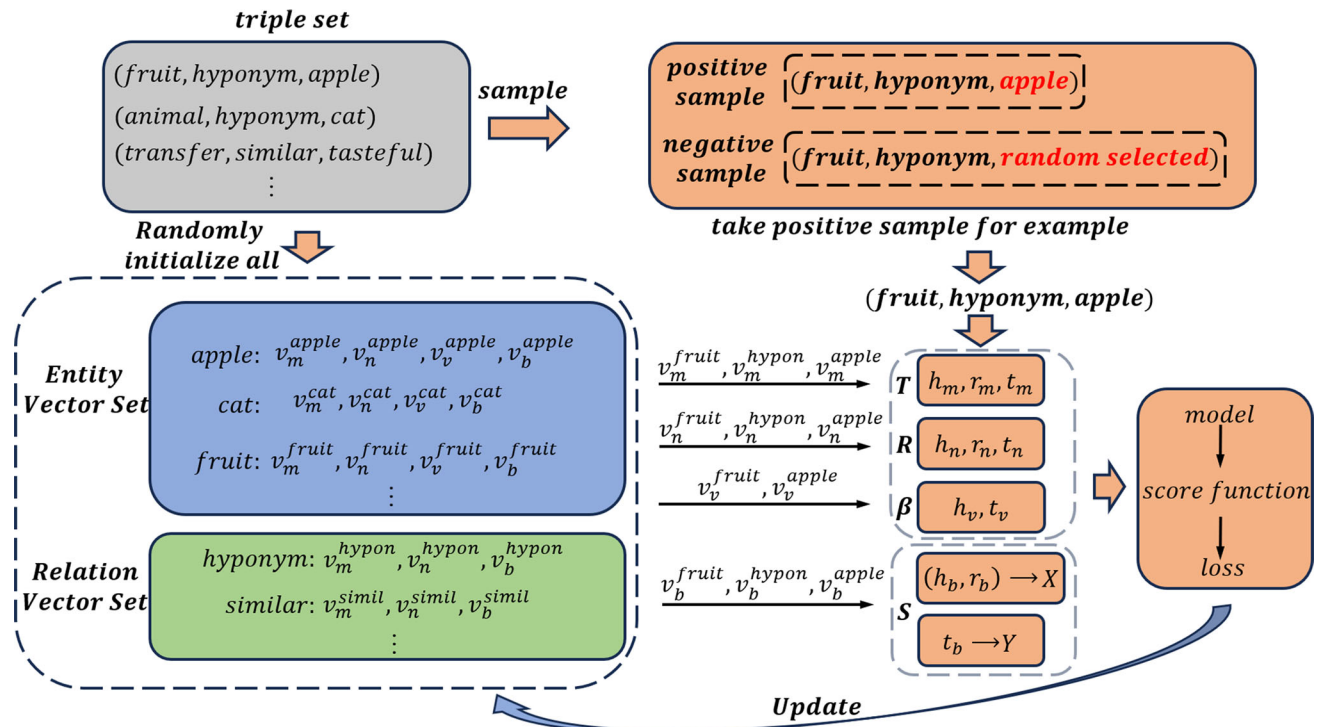 triple set
(fruit, hyponym, apple)
(animal, hyponym, cat)
(transfer, similar, tasteful)
⋮
sample
positive sample
(fruit, hyponym, apple)
negative sample
(fruit, hyponym, random selected)
take positive sample for example
(fruit, hyponym, apple)
Randomly
initialize all
Entity
Vector Set
apple: v_m^{apple}, v_n^{apple}, v_v^{apple}, v_b^{apple}
cat: v_m^{cat}, v_n^{cat}, v_v^{cat}, v_b^{cat}
fruit: v_m^{fruit}, v_n^{fruit}, v_v^{fruit}, v_b^{fruit}
⋮
Relation
Vector Set
hyponym: v_m^{hypon}, v_n^{hypon}, v_b^{hypon}
similar: v_m^{simil}, v_n^{simil}, v_b^{simil}
⋮
v_m^{fruit}, v_m^{hypon}, v_m^{apple}
T h_m, r_m, t_m
v_n^{fruit}, v_n^{hypon}, v_n^{apple}
R h_n, r_n, t_n
v_v^{fruit}, v_v^{apple}
β h_v, t_v
v_b^{fruit}, v_b^{hypon}, v_b^{apple}
S
(h_b, r_b) → X
t_b → Y
model
score function
loss
Update